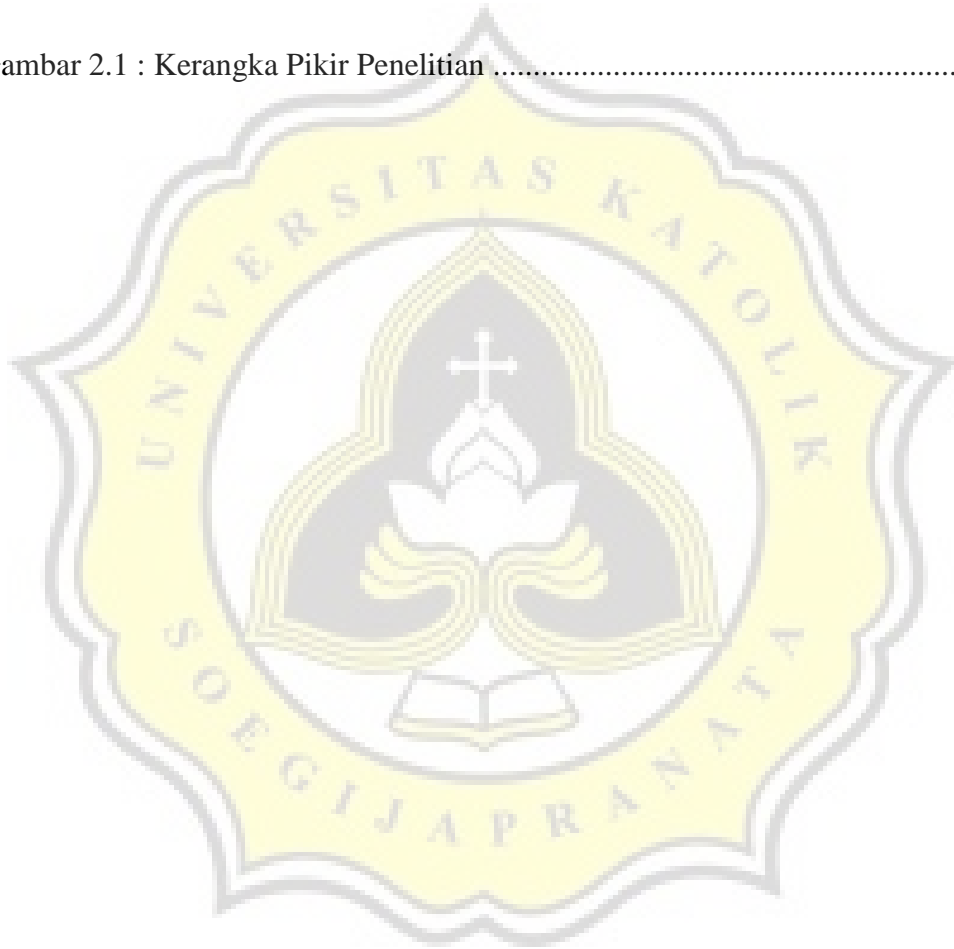 ambar 2.1 : Kerangka Pikir Penelitian ..........................................................
UNIVERSITAS KATOLIK
SOEGIJAPRANATA